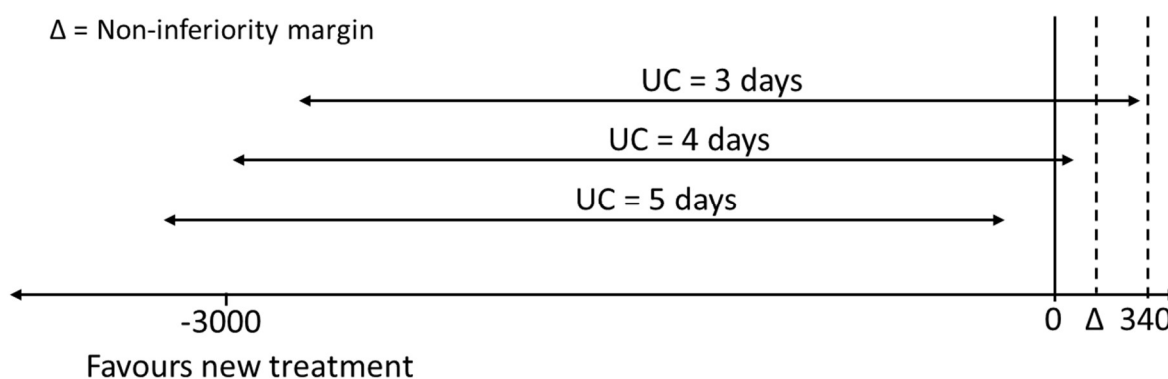 Δ = Non-inferiority margin
UC = 3 days
UC = 4 days
UC = 5 days
-3000 0 Δ 340
Favours new treatment